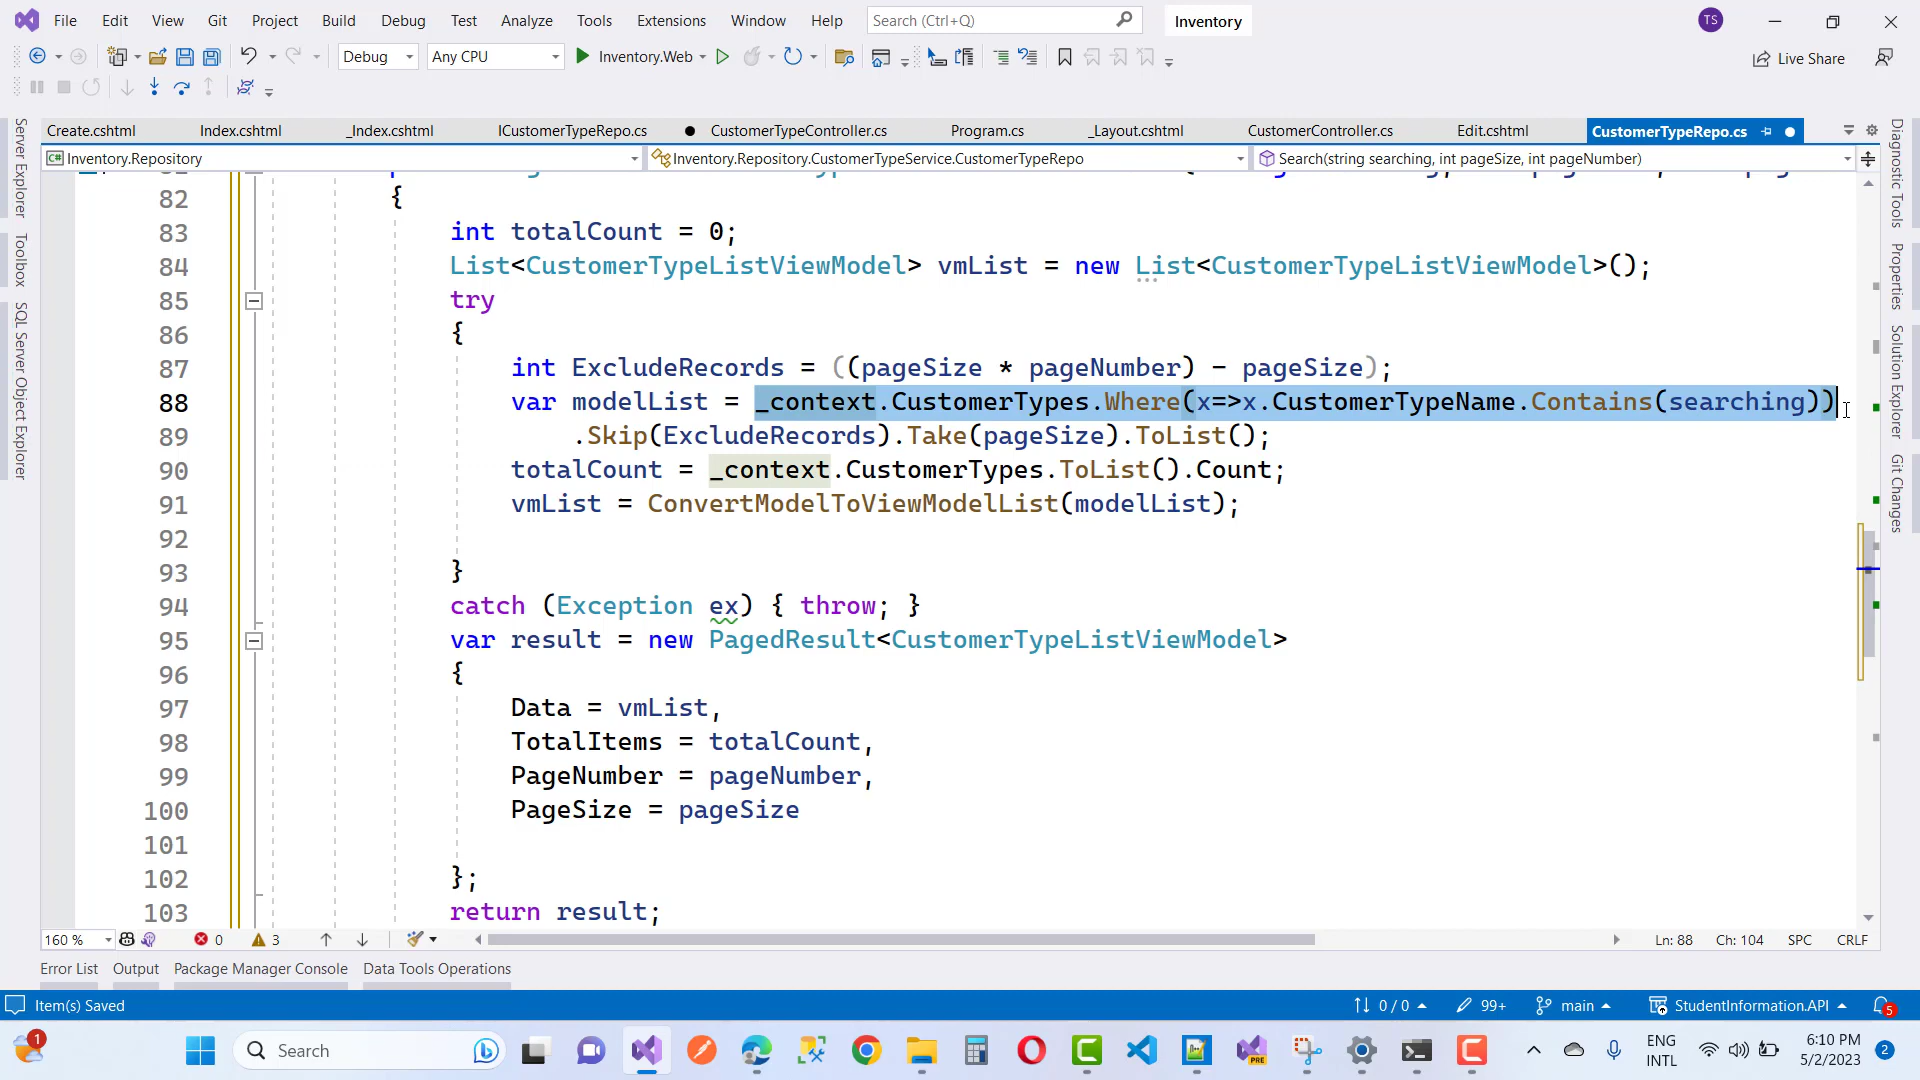 File Edit View Git Project Build Debug Test Analyze Tools Extensions Window Help Search (Ctrl+Q) Inventory TS
Debug Any CPU Inventory.Web Live Share
Create.cshtml Index.cshtml _Index.cshtml ICustomerTypeRepo.cs CustomerTypeController.cs Program.cs _Layout.cshtml CustomerController.cs Edit.cshtml CustomerTypeRepo.cs
Inventory.Repository Inventory.Repository.CustomerTypeService.CustomerTypeRepo Search(string searching, int pageSize, int pageNumber)
Server Explorer
Toolbox
SQL Server Object Explorer
82 {
83 int totalCount = 0;
84 List<CustomerTypeListViewModel> vmList = new List<CustomerTypeListViewModel>();
85 try
86 {
87 int ExcludeRecords = ((pageSize * pageNumber) - pageSize);
88 var modelList = _context.CustomerTypes.Where(x=>x.CustomerTypeName.Contains(searching))
89 .Skip(ExcludeRecords).Take(pageSize).ToList();
90 totalCount = _context.CustomerTypes.ToList().Count;
91 vmList = ConvertModelToViewModelList(modelList);
92
93 }
94 catch (Exception ex) { throw; }
95 var result = new PagedResult<CustomerTypeListViewModel>
96 {
97 Data = vmList,
98 TotalItems = totalCount,
99 PageNumber = pageNumber,
100 PageSize = pageSize
101
102 };
103 return result;
Diagnostic Tools
Properties
Solution Explorer
Git Changes
160 % 0 3 Ln: 88 Ch: 104 SPC CRLF
Error List Output Package Manager Console Data Tools Operations
Item(s) Saved 0 / 0 99+ main StudentInformation.API 5
1 Search PRE ENG INTL 6:10 PM 5/2/2023 2